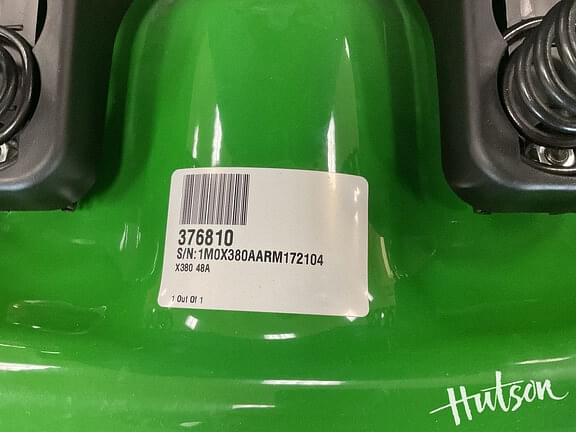 376810
S/N:1M0X380AARM172104
X380 48A
1 Out Of 1
Hutson